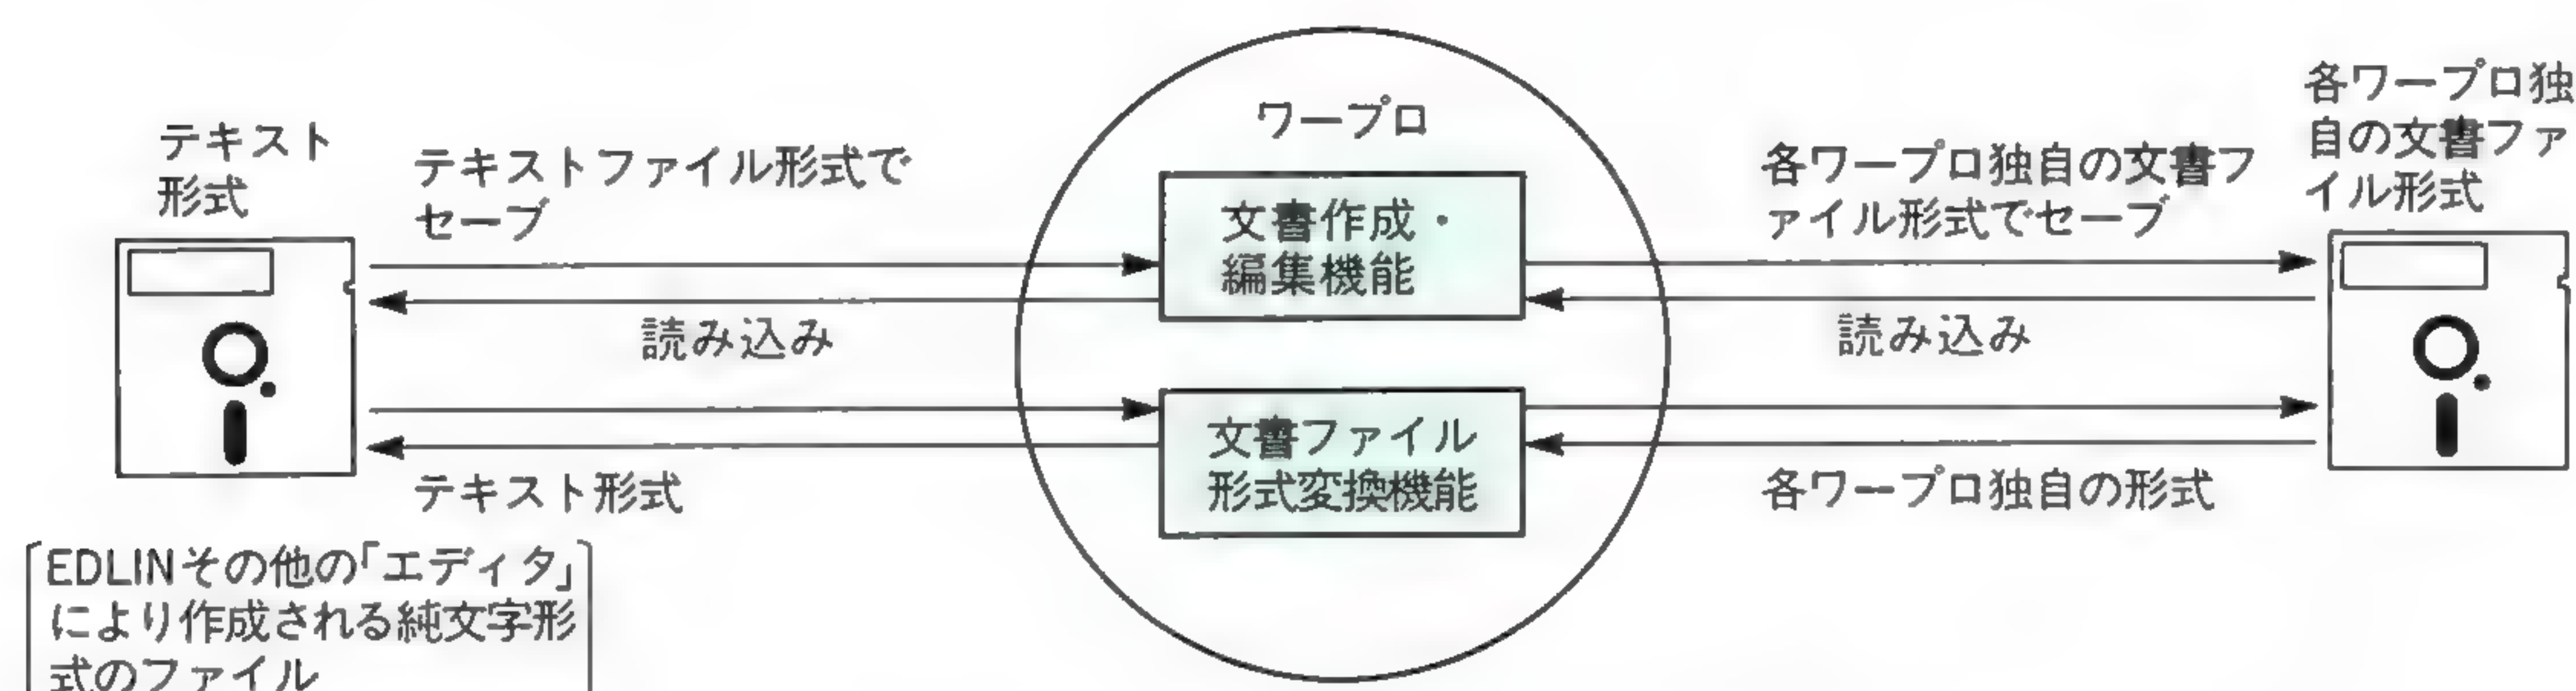 テキスト
形式
テキストファイル形式で
セーブ
読み込み
テキスト形式
EDLINその他の「エディタ」
により作成される純文字形
式のファイル
ワープロ
文書作成・
編集機能
文書ファイル
形式変換機能
各ワープロ独自の文書フ
ァイル形式でセーブ
読み込み
各ワープロ独自の形式
各ワープロ独
自の文書ファ
イル形式